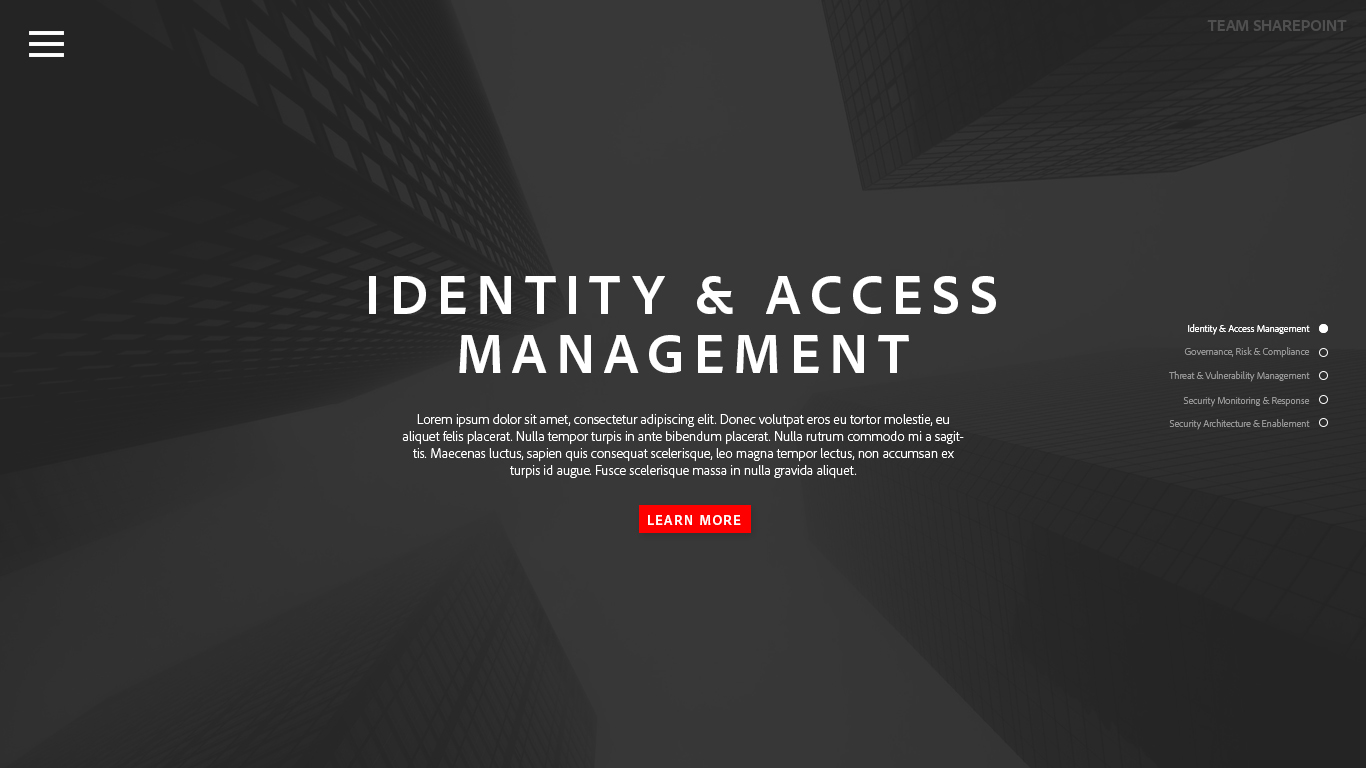 TEAM SHAREPOINT
IDENTITY & ACCESS
MANAGEMENT
Lorem ipsum dolor sit amet, consectetur adipiscing elit. Donec volutpat eros eu tortor molestie, eu
aliquet felis placerat. Nulla tempor turpis in ante bibendum placerat. Nulla rutrum commodo mi a sagit-
tis. Maecenas luctus, sapien quis consequat scelerisque, leo magna tempor lectus, non accumsan ex
turpis id augue. Fusce scelerisque massa in nulla gravida aliquet.
LEARN MORE
Identity & Access Management
Governance, Risk & Compliance
Threat & Vulnerability Management
Security Monitoring & Response
Security Architecture & Enablement